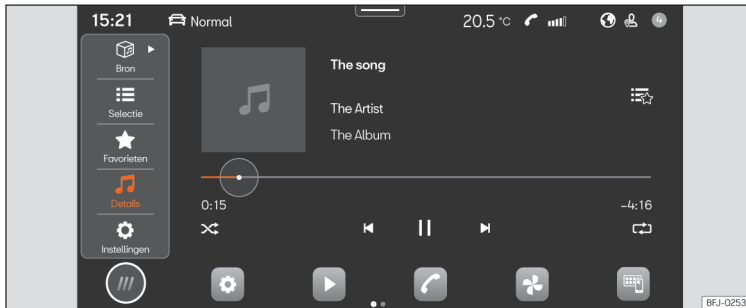 15:21 Normal 20.5 °C 4
Bron
Selectie
Favorieten
Details
Instellingen
The song
The Artist
The Album
0:15 -4:16
BFJ-0253